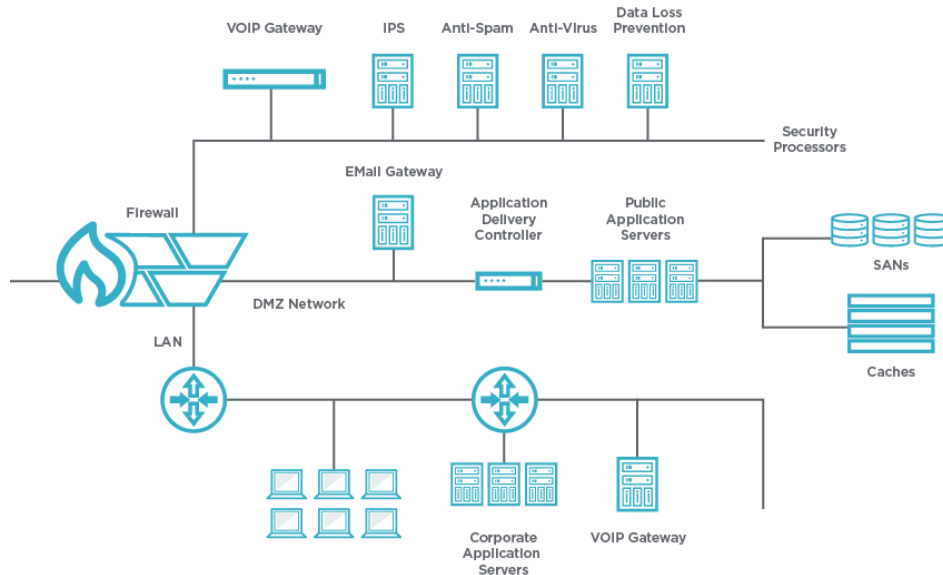 VOIP Gateway
IPS
Anti-Spam
Anti-Virus
Data Loss
Prevention
Security
Processors
EMail Gateway
Firewall
Application
Delivery
Controller
Public
Application
Servers
SANs
DMZ Network
LAN
Caches
Corporate
Application
Servers
VOIP Gateway